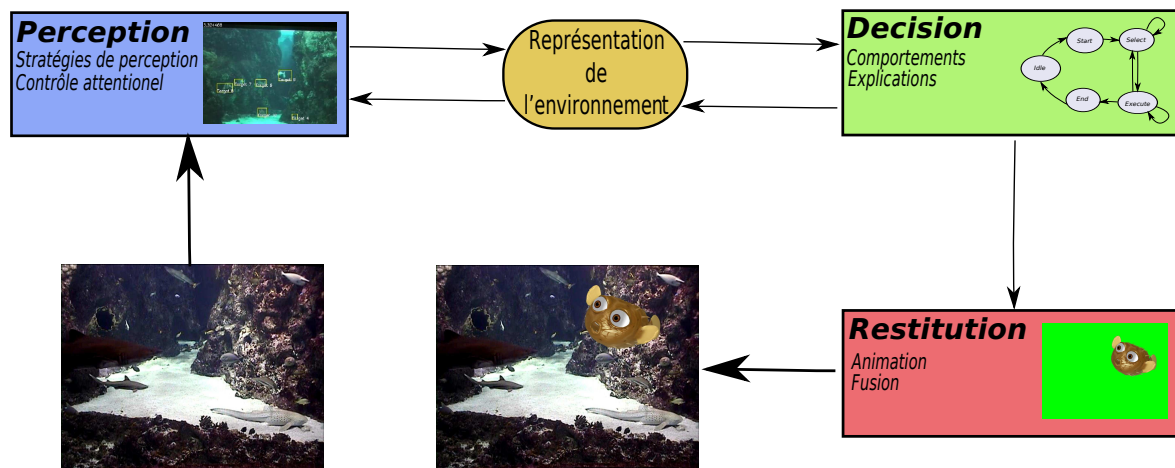 Perception
Stratégies de perception
Contrôle attentionel
Représentation
de
l'environnement
Decision
Comportements
Explications
Start
Select
Idle
End
Execute
Restitution
Animation
Fusion